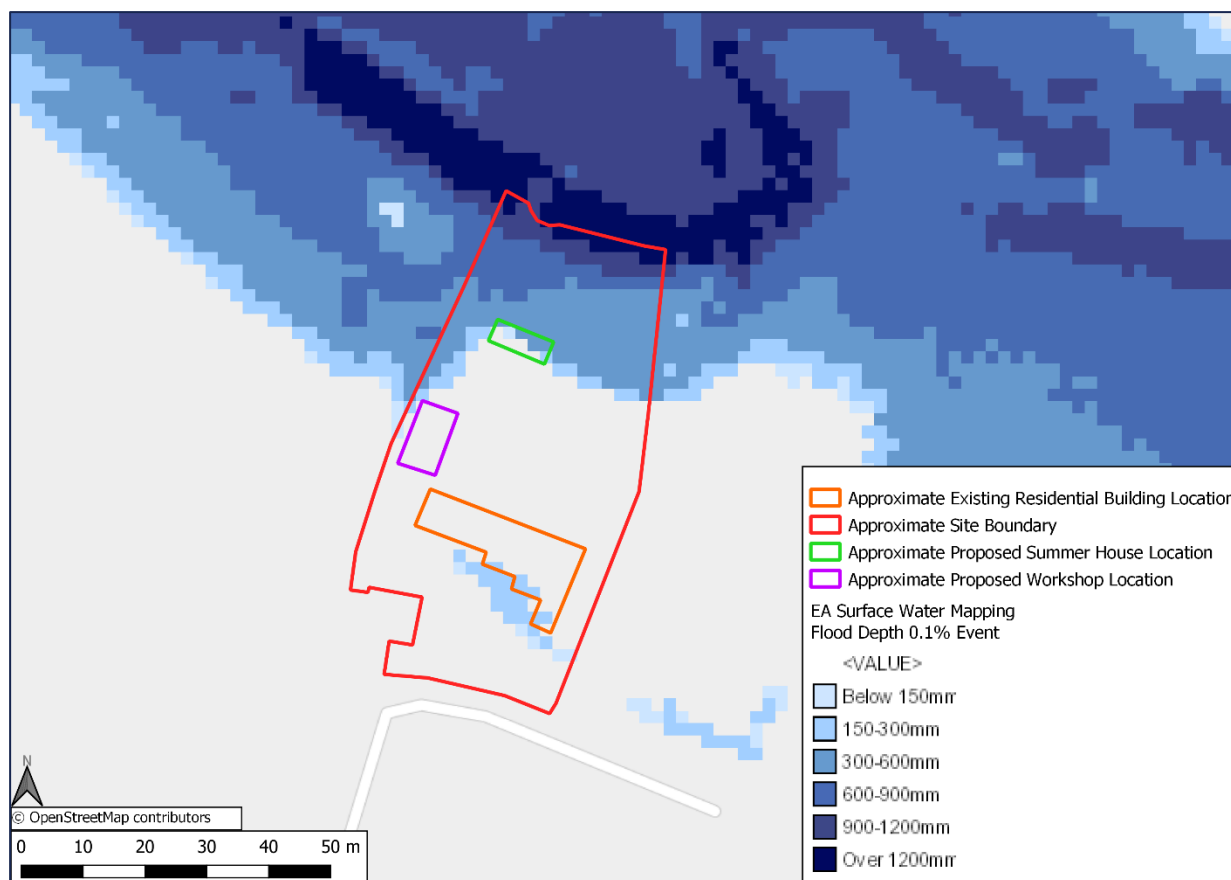 Approximate Existing Residential Building Location
Approximate Site Boundary
Approximate Proposed Summer House Location
Approximate Proposed Workshop Location
EA Surface Water Mapping
Flood Depth 0.1% Event
<VALUE>
Below 150mm
150-300mm
300-600mm
600-900mm
900-1200mm
Over 1200mm
N
© OpenStreetMap contributors
0 10 20 30 40 50 m